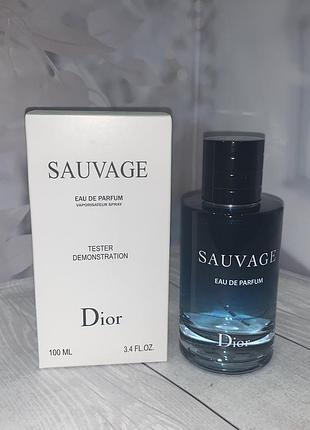 SAUVAGE
EAU DE PARFUM
VAPORISATEUR SPRAY
TESTER
DEMONSTRATION
Dior
100 ML 3.4 FL.OZ.
SAUVAGE
EAU DE PARFUM
Dior